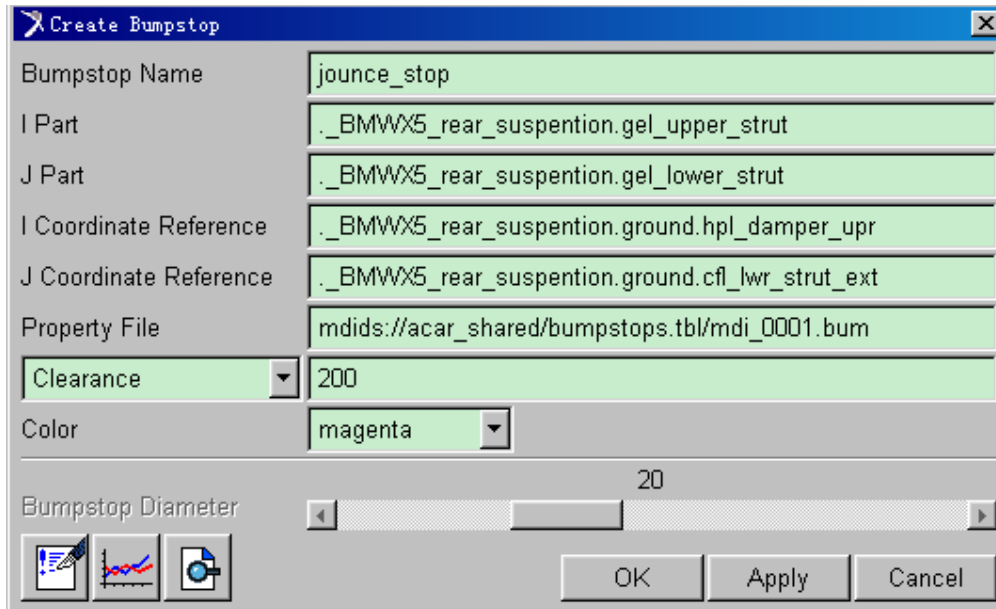 Create Bumpstop
Bumpstop Name jounce_stop
I Part ._BMWX5_rear_suspention.gel_upper_strut
J Part ._BMWX5_rear_suspention.gel_lower_strut
I Coordinate Reference ._BMWX5_rear_suspention.ground.hpl_damper_upr
J Coordinate Reference ._BMWX5_rear_suspention.ground.cfl_lwr_strut_ext
Property File mdids://acar_shared/bumpstops.tbl/mdi_0001.bum
Clearance 200
Color magenta
20
Bumpstop Diameter
OK Apply Cancel